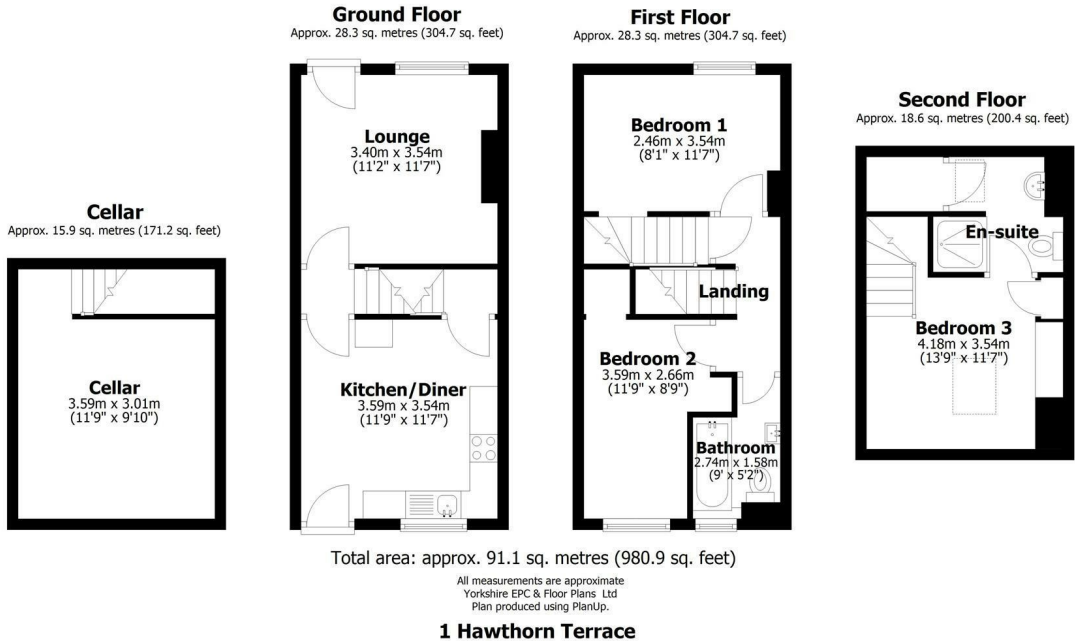 Ground Floor
Approx. 28.3 sq. metres (304.7 sq. feet)
Lounge
3.40m x 3.54m
(11'2" x 11'7")
Kitchen/Diner
3.59m x 3.54m
(11'9" x 11'7")
First Floor
Approx. 28.3 sq. metres (304.7 sq. feet)
Bedroom 1
2.46m x 3.54m
(8'1" x 11'7")
Landing
Bedroom 2
3.59m x 2.66m
(11'9" x 8'9")
Bathroom
2.74m x 1.58m
(9' x 5'2")
Second Floor
Approx. 18.6 sq. metres (200.4 sq. feet)
En-suite
Bedroom 3
4.18m x 3.54m
(13'9" x 11'7")
Cellar
Approx. 15.9 sq. metres (171.2 sq. feet)
Cellar
3.59m x 3.01m
(11'9" x 9'10")
Total area: approx. 91.1 sq. metres (980.9 sq. feet)
All measurements are approximate
Yorkshire EPC & Floor Plans Ltd
Plan produced using PlanUp.
1 Hawthorn Terrace